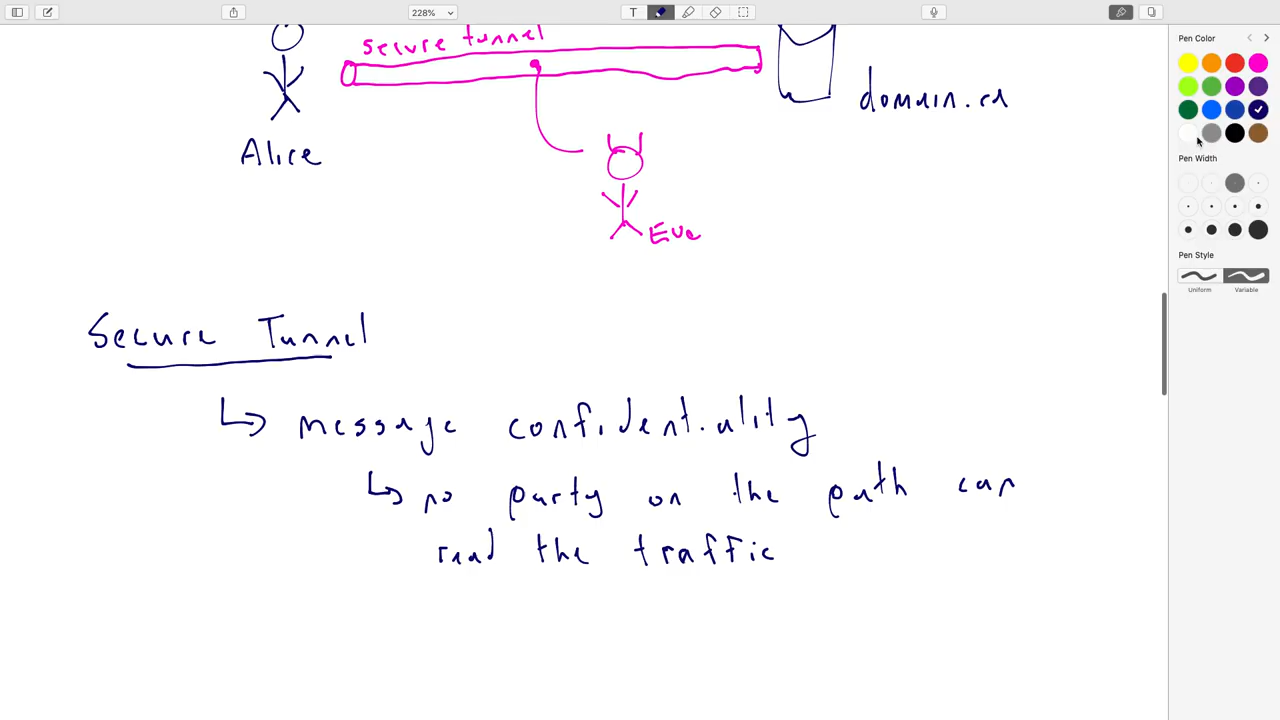 228%
T
secure tunnel
Pen Color
domain.ca
Alice
Eve
Pen Width
Pen Style
Uniform Variable
Secure Tunnel
↳ message confidentiality
↳ no party on the path can
read the traffic